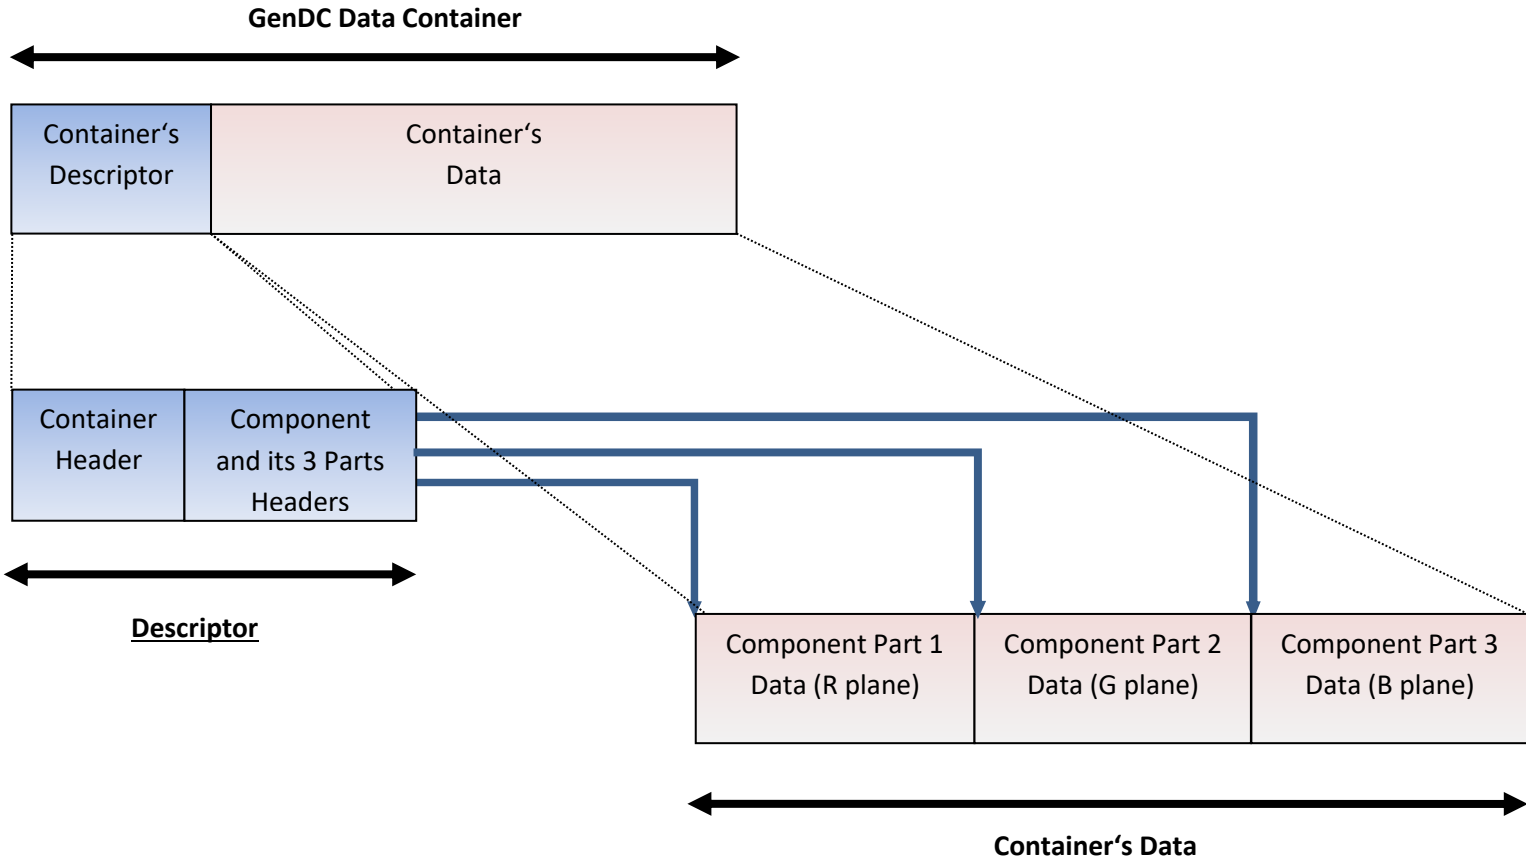 GenDC Data Container
Container‘s
Descriptor
Container‘s
Data
Container
Header
Component
and its 3 Parts
Headers
Descriptor
Component Part 1
Data (R plane)
Component Part 2
Data (G plane)
Component Part 3
Data (B plane)
Container‘s Data